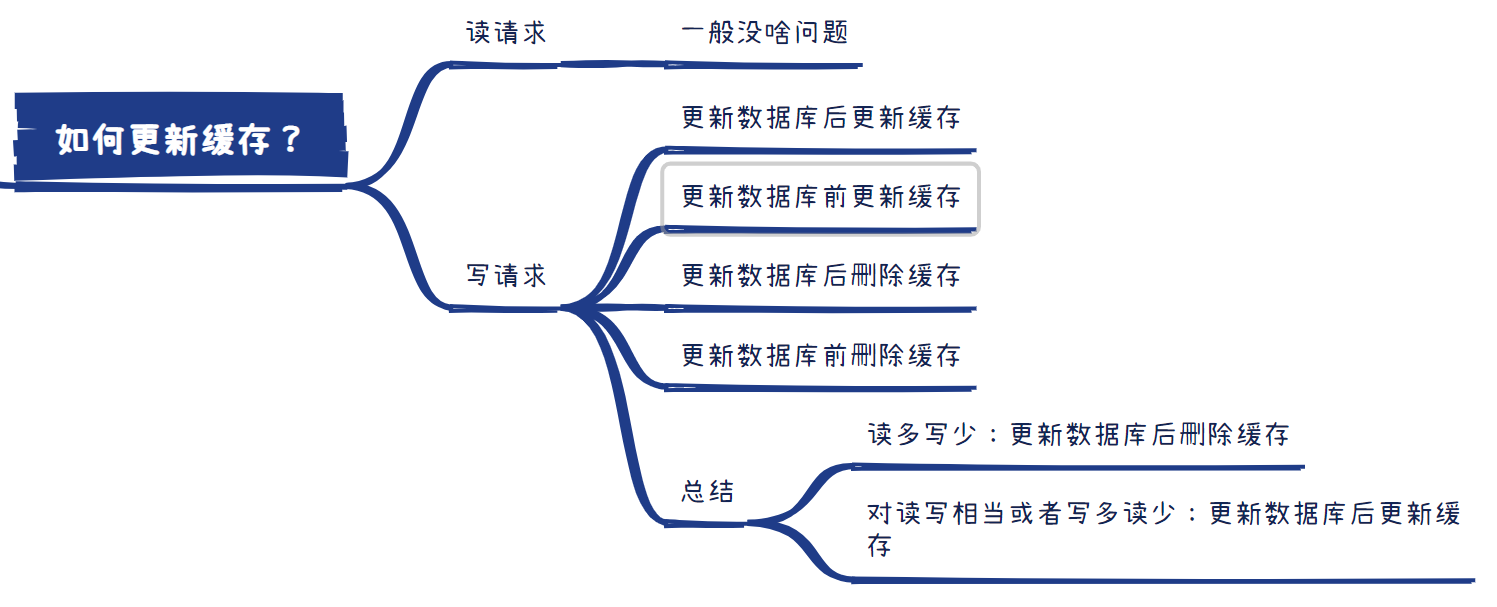 如何更新缓存？
读请求
一般没啥问题
写请求
更新数据库后更新缓存
更新数据库前更新缓存
更新数据库后删除缓存
更新数据库前删除缓存
总结
读多写少：更新数据库后删除缓存
对读写相当或者写多读少：更新数据库后更新缓
存